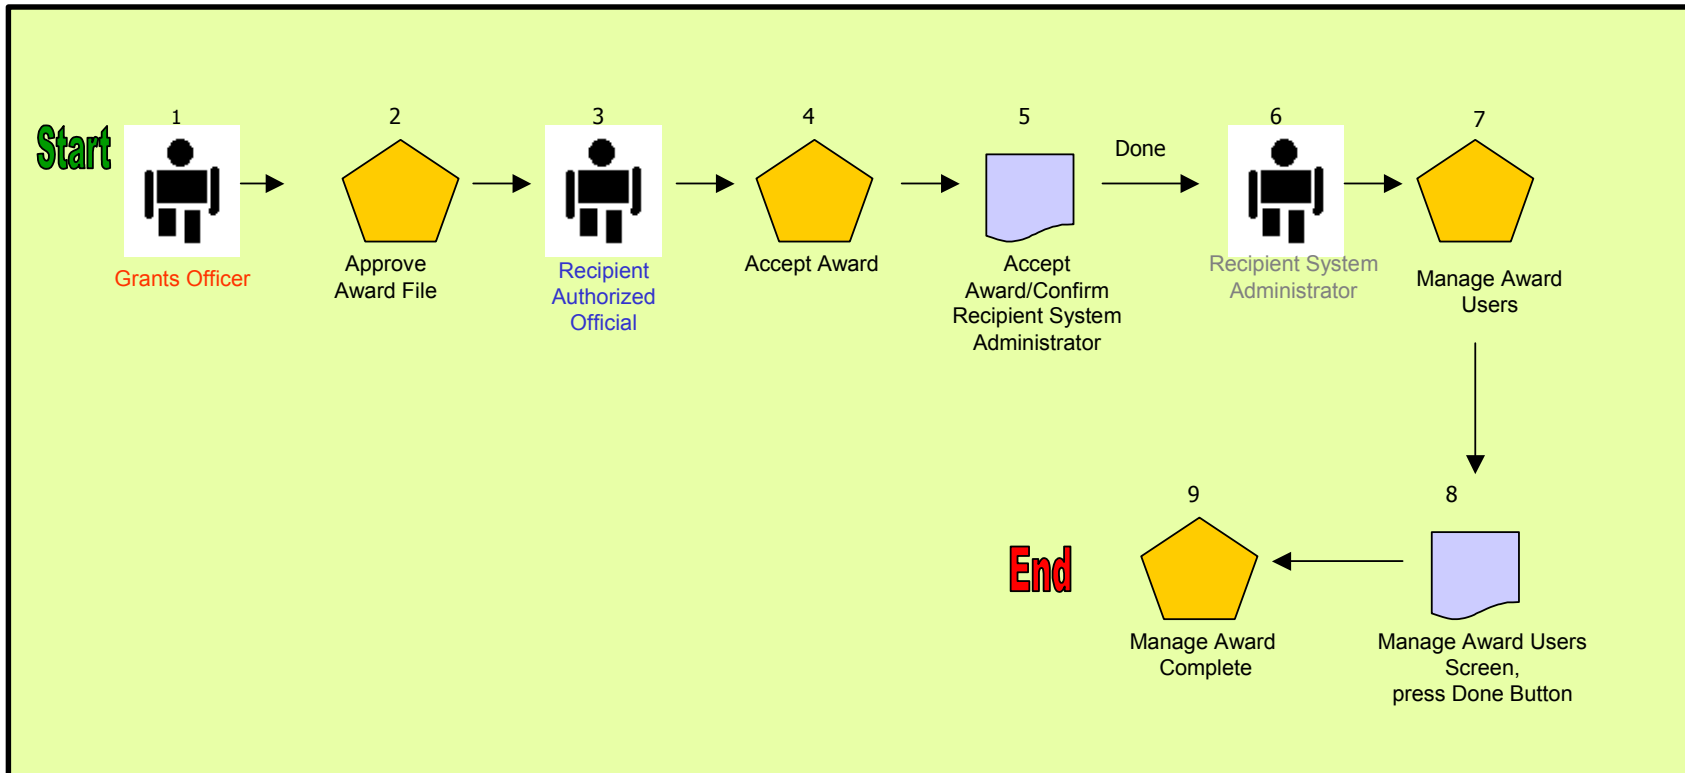 Start
1
Grants Officer
2
Approve
Award File
3
Recipient
Authorized
Official
4
Accept Award
5
Accept
Award/Confirm
Recipient System
Administrator
Done
6
Recipient System
Administrator
7
Manage Award
Users
8
Manage Award Users
Screen,
press Done Button
9
Manage Award
Complete
End